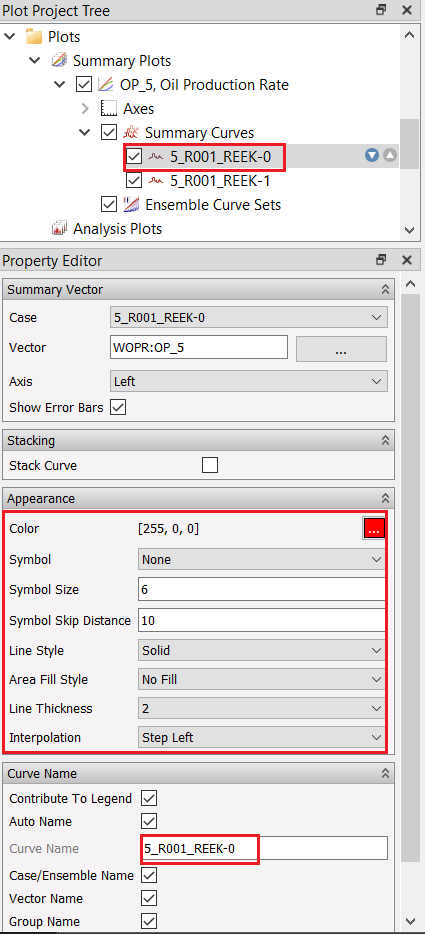 Plot Project Tree
Plots
Summary Plots
OP_5, Oil Production Rate
Axes
Summary Curves
5_R001_REEK-0
5_R001_REEK-1
Ensemble Curve Sets
Analysis Plots
Property Editor
Summary Vector
Case 5_R001_REEK-0
Vector WOPR:OP_5 ...
Axis Left
Show Error Bars
Stacking
Stack Curve
Appearance
Color [255, 0, 0] ...
Symbol None
Symbol Size 6
Symbol Skip Distance 10
Line Style Solid
Area Fill Style No Fill
Line Thickness 2
Interpolation Step Left
Curve Name
Contribute To Legend
Auto Name
Curve Name 5_R001_REEK-0
Case/Ensemble Name
Vector Name
Group Name